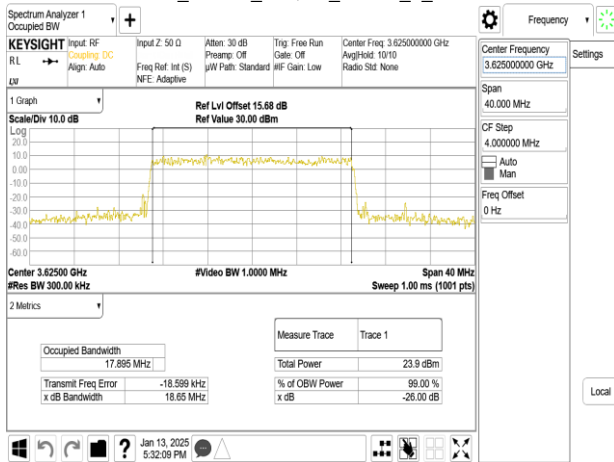 Spectrum Analyzer 1
Occupied BW
+
Frequency
KEYSIGHT
RL
LXI
Input: RF
Coupling: DC
Align: Auto
Input Z: 50 Ω
Freq Ref: Int (S)
NFE: Adaptive
Atten: 30 dB
Preamp: Off
µW Path: Standard
Trig: Free Run
Gate: Off
#IF Gain: Low
Center Freq: 3.625000000 GHz
Avg|Hold: 10/10
Radio Std: None
Center Frequency
3.625000000 GHz
Settings
Span
40.000 MHz
CF Step
4.000000 MHz
Auto
Man
Freq Offset
0 Hz
Local
1 Graph
Scale/Div 10.0 dB
Ref Lvl Offset 15.68 dB
Ref Value 30.00 dBm
Log
20.0
10.0
0.00
-10.0
-20.0
-30.0
-40.0
-50.0
-60.0
Center 3.62500 GHz
#Res BW 300.00 kHz
#Video BW 1.0000 MHz
Span 40 MHz
Sweep 1.00 ms (1001 pts)
2 Metrics
Measure Trace Trace 1
Occupied Bandwidth
17.895 MHz
Total Power 23.9 dBm
Transmit Freq Error -18.599 kHz
% of OBW Power 99.00 %
x dB Bandwidth 18.65 MHz
x dB -26.00 dB
?
Jan 13, 2025
5:32:09 PM